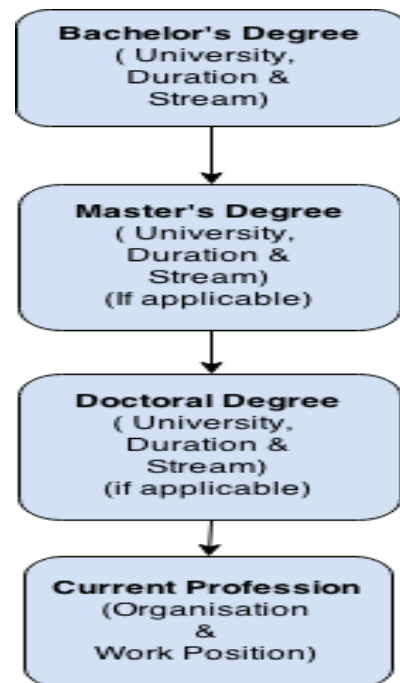 Bachelor's Degree
( University,
Duration &
Stream)
Master's Degree
( University,
Duration &
Stream)
(If applicable)
Doctoral Degree
( University,
Duration &
Stream)
(if applicable)
Current Profession
(Organisation
&
Work Position)